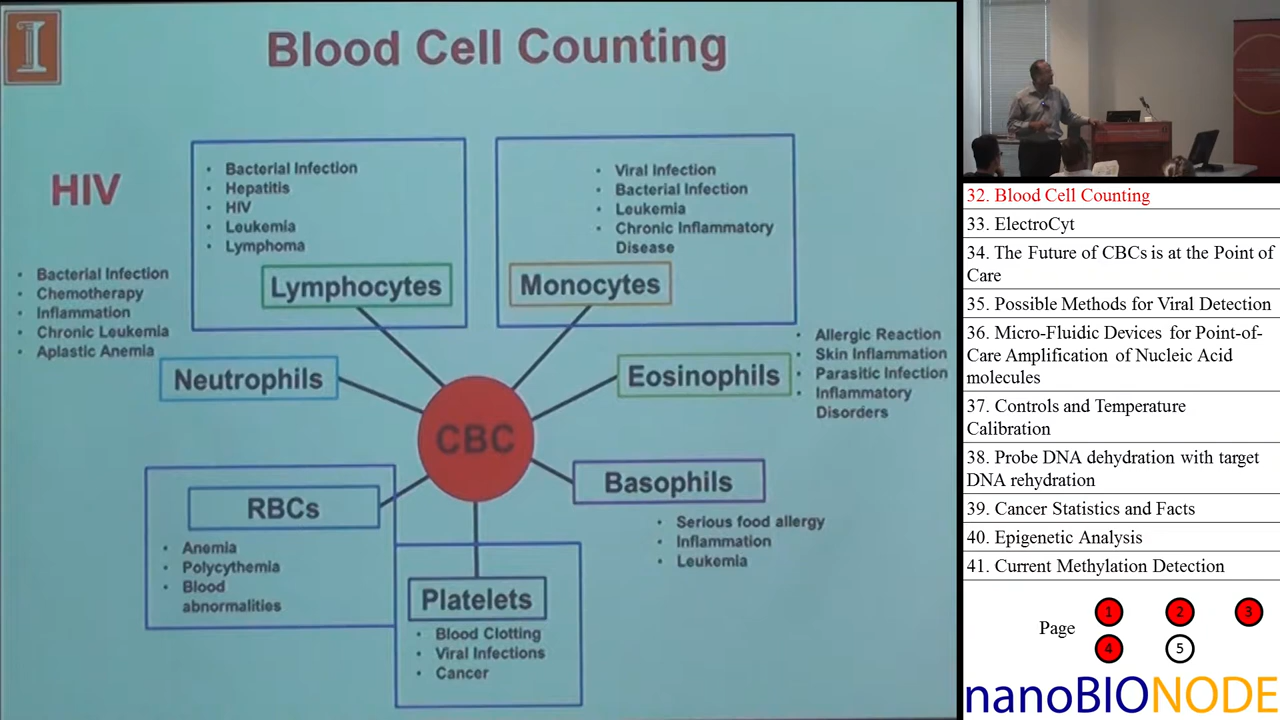 Blood Cell Counting
HIV
• Bacterial Infection
• Hepatitis
• HIV
• Leukemia
• Lymphoma
Lymphocytes
• Viral Infection
• Bacterial Infection
• Leukemia
• Chronic Inflammatory
Disease
Monocytes
• Bacterial Infection
• Chemotherapy
• Inflammation
• Chronic Leukemia
• Aplastic Anemia
Neutrophils
• Allergic Reaction
• Skin Inflammation
• Parasitic Infection
• Inflammatory
Disorders
Eosinophils
CBC
RBCs
• Anemia
• Polycythemia
• Blood
abnormalities
Basophils
• Serious food allergy
• Inflammation
• Leukemia
Platelets
• Blood Clotting
• Viral Infections
• Cancer
32. Blood Cell Counting
33. ElectroCyt
34. The Future of CBCs is at the Point of
Care
35. Possible Methods for Viral Detection
36. Micro-Fluidic Devices for Point-of-
Care Amplification of Nucleic Acid
molecules
37. Controls and Temperature
Calibration
38. Probe DNA dehydration with target
DNA rehydration
39. Cancer Statistics and Facts
40. Epigenetic Analysis
41. Current Methylation Detection
Page
1 2 3
4 5
nanoBIONODE